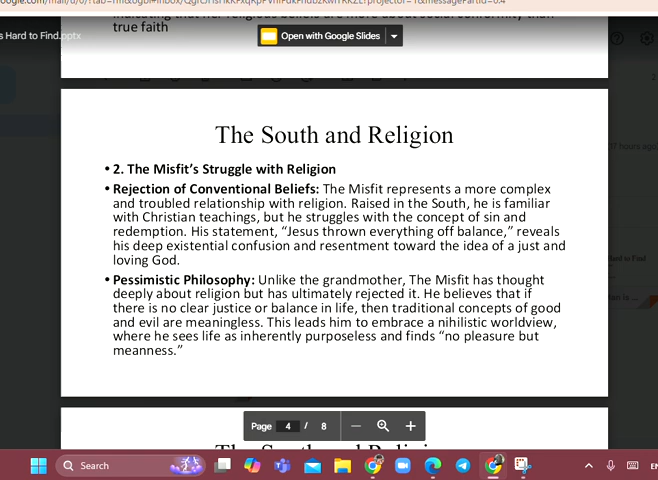 true faith
s Hard to Find.pptx
Open with Google Slides
The South and Religion
• 2. The Misfit's Struggle with Religion
• Rejection of Conventional Beliefs: The Misfit represents a more complex
and troubled relationship with religion. Raised in the South, he is familiar
with Christian teachings, but he struggles with the concept of sin and
redemption. His statement, “Jesus thrown everything off balance,” reveals
his deep existential confusion and resentment toward the idea of a just and
loving God.
• Pessimistic Philosophy: Unlike the grandmother, The Misfit has thought
deeply about religion but has ultimately rejected it. He believes that if
there is no clear justice or balance in life, then traditional concepts of good
and evil are meaningless. This leads him to embrace a nihilistic worldview,
where he sees life as inherently purposeless and finds “no pleasure but
meanness.”
17 hours ago
Hard to Find
Page 4 / 8
Search